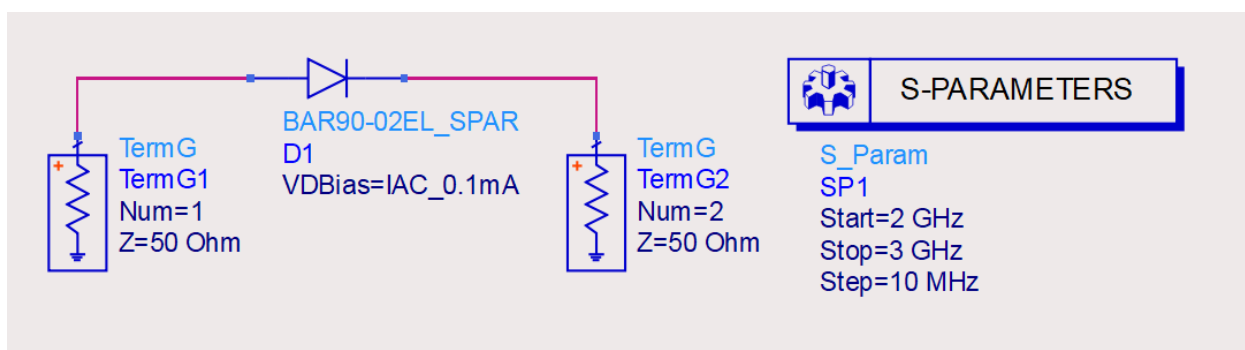 BAR90-02EL_SPAR
D1
VDBias=IAC_0.1mA
+
TermG
TermG1
Num=1
Z=50 Ohm
+
TermG
TermG2
Num=2
Z=50 Ohm
S-PARAMETERS
S_Param
SP1
Start=2 GHz
Stop=3 GHz
Step=10 MHz